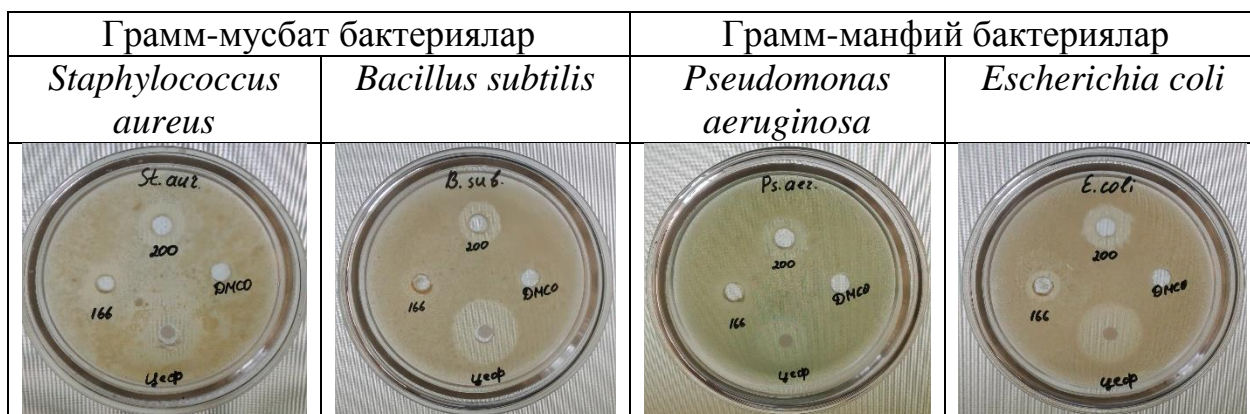 Грамм-мусбат бактериялар
Грамм-манфий бактериялар
Staphylococcus
aureus
Bacillus subtilis
Pseudomonas
aeruginosa
Escherichia coli
St. aur.
200
166
ДМСО
цеф
B. sub.
200
166
ДМСО
цеф
Ps. aer.
200
166
ДМСО
цеф
E. coli
200
166
ДМСО
цеф